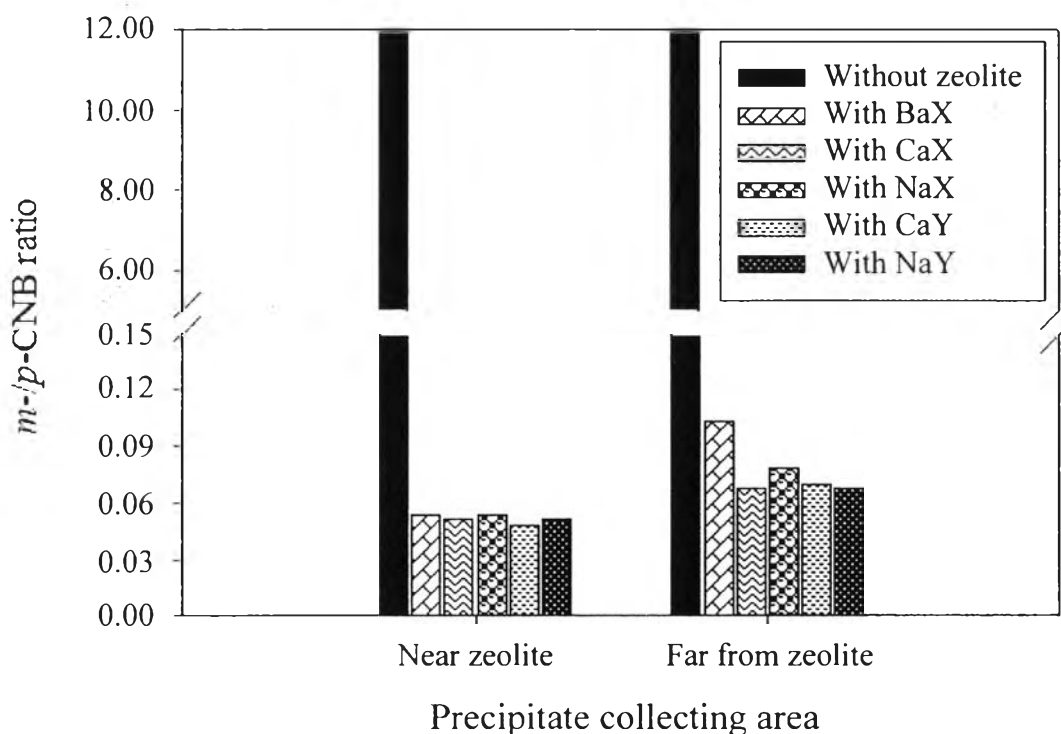 12.00
10.00
8.00
6.00
0.15
0.12
0.09
0.06
0.03
0.00
m-/p-CNB ratio
Without zeolite
With BaX
With CaX
With NaX
With CaY
With NaY
Near zeolite
Far from zeolite
Precipitate collecting area